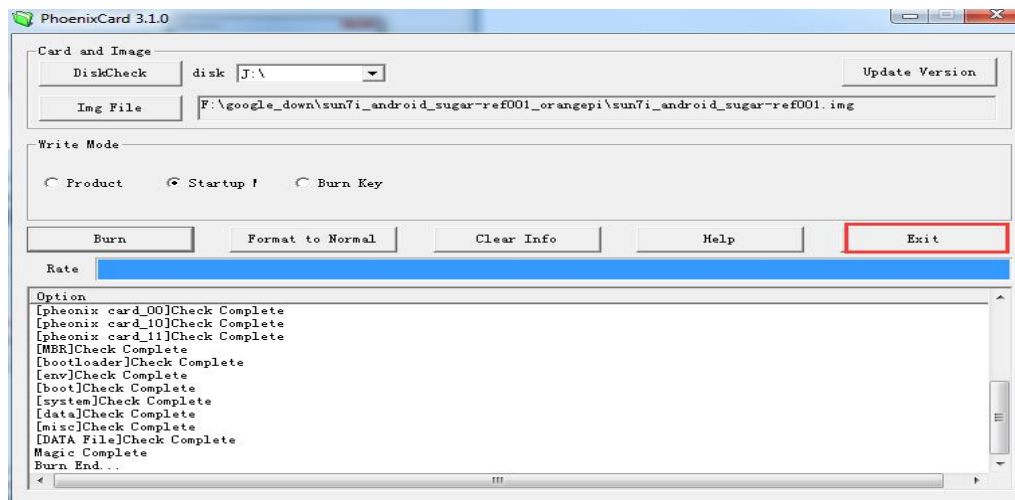 PhoenixCard 3.1.0
Card and Image
DiskCheck disk J:\ Update Version
Img File F:\google_down\sun7i_android_sugar-ref001_orangepi\sun7i_android_sugar-ref001.img
Write Mode
Product Startup Burn Key
Burn Format to Normal Clear Info Help Exit
Rate
Option
[pheonix card_00]Check Complete
[pheonix card_10]Check Complete
[pheonix card_11]Check Complete
[MBR]Check Complete
[bootloader]Check Complete
[env]Check Complete
[boot]Check Complete
[system]Check Complete
[data]Check Complete
[misc]Check Complete
[DATA File]Check Complete
Magic Complete
Burn End...